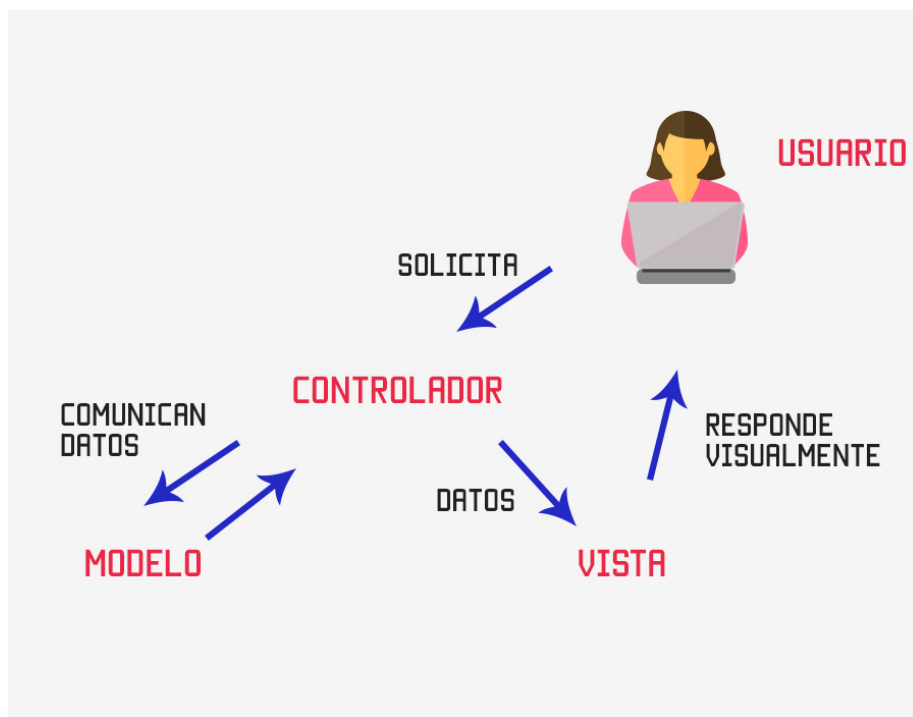 USUARIO
SOLICITA
CONTROLADOR
COMUNICAN
DATOS
RESPONDE
VISUALMENTE
DATOS
MODELO
VISTA